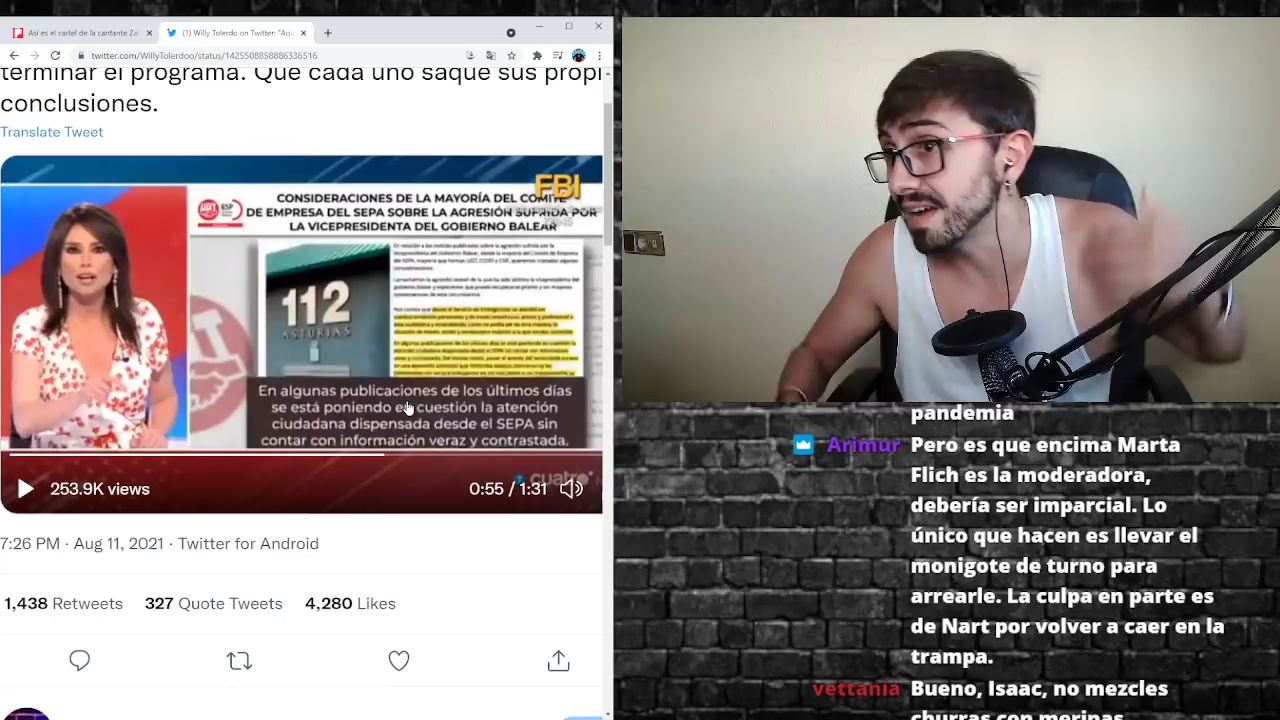 Así es el cartel de la cantante Za
(1) Willy Tolerdo on Twitter: "Aqu
twitter.com/WillyTolerdoo/status/1425508858886336516
terminar el programa. Que cada uno saque sus propi
conclusiones.
Translate Tweet
FBI
UGT ESP
CONSIDERACIONES DE LA MAYORÍA DEL COMITÉ
DE EMPRESA DEL SEPA SOBRE LA AGRESIÓN SUFRIDA POR
LA VICEPRESIDENTA DEL GOBIERNO BALEAR
112
ASTURIAS
En algunas publicaciones de los últimos días
se está poniendo en cuestión la atención
ciudadana dispensada desde el SEPA sin
contar con información veraz y contrastada.
cuatro
253.9K views
0:55 / 1:31
7:26 PM · Aug 11, 2021 · Twitter for Android
1,438 Retweets 327 Quote Tweets 4,280 Likes
pandemia
Arimur Pero es que encima Marta
Flich es la moderadora,
debería ser imparcial. Lo
único que hacen es llevar el
monigote de turno para
arrearle. La culpa en parte es
de Nart por volver a caer en la
trampa.
vettania Bueno, Isaac, no mezcles
churras con merinas